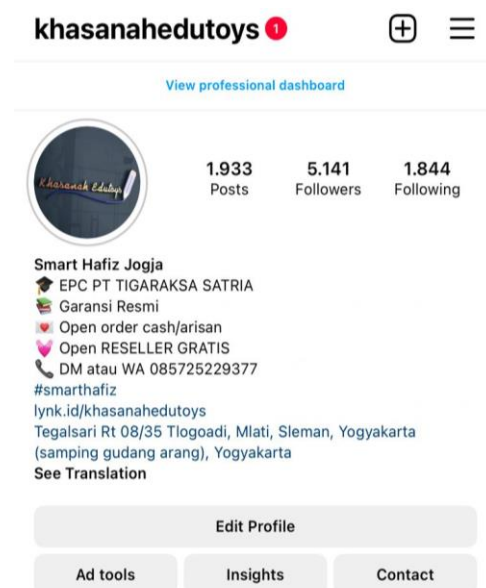 khasanahedutoys 1
View professional dashboard
Khasanah Edutoys
1.933 5.141 1.844
Posts Followers Following
Smart Hafiz Jogja
EPC PT TIGARAKSA SATRIA
Garansi Resmi
Open order cash/arisan
Open RESELLER GRATIS
DM atau WA 085725229377
#smarthafiz
lynk.id/khasanahedutoys
Tegalsari Rt 08/35 Tlogoadi, Mlati, Sleman, Yogyakarta
(samping gudang arang), Yogyakarta
See Translation
Edit Profile
Ad tools Insights Contact